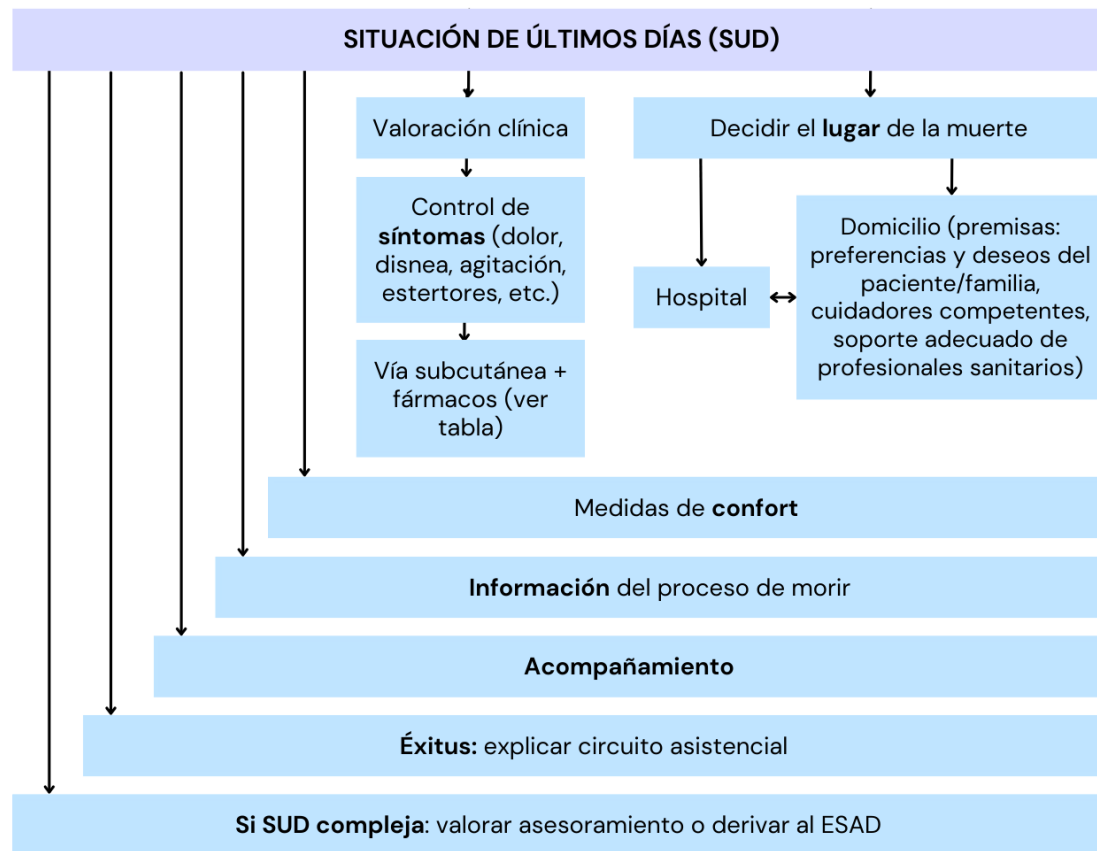 SITUACIÓN DE ÚLTIMOS DÍAS (SUD)
Valoración clínica
Control de
síntomas (dolor,
disnea, agitación,
estertores, etc.)
Vía subcutánea +
fármacos (ver
tabla)
Decidir el lugar de la muerte
Hospital
Domicilio (premisas:
preferencias y deseos del
paciente/familia,
cuidadores competentes,
soporte adecuado de
profesionales sanitarios)
Medidas de confort
Información del proceso de morir
Acompañamiento
Éxitus: explicar circuito asistencial
Si SUD compleja: valorar asesoramiento o derivar al ESAD